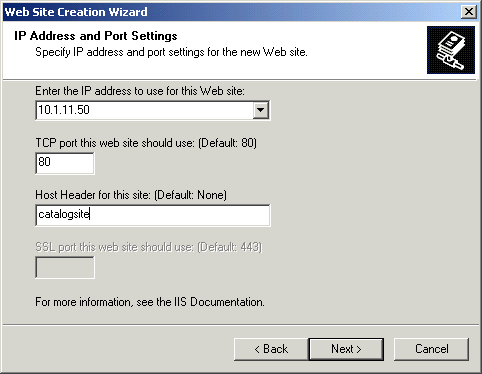 Web Site Creation Wizard
IP Address and Port Settings
Specify IP address and port settings for the new Web site.
Enter the IP address to use for this Web site:
10.1.11.50
TCP port this web site should use: (Default: 80)
80
Host Header for this site: (Default: None)
catalogsite
SSL port this web site should use: (Default: 443)
For more information, see the IIS Documentation.
< Back Next > Cancel